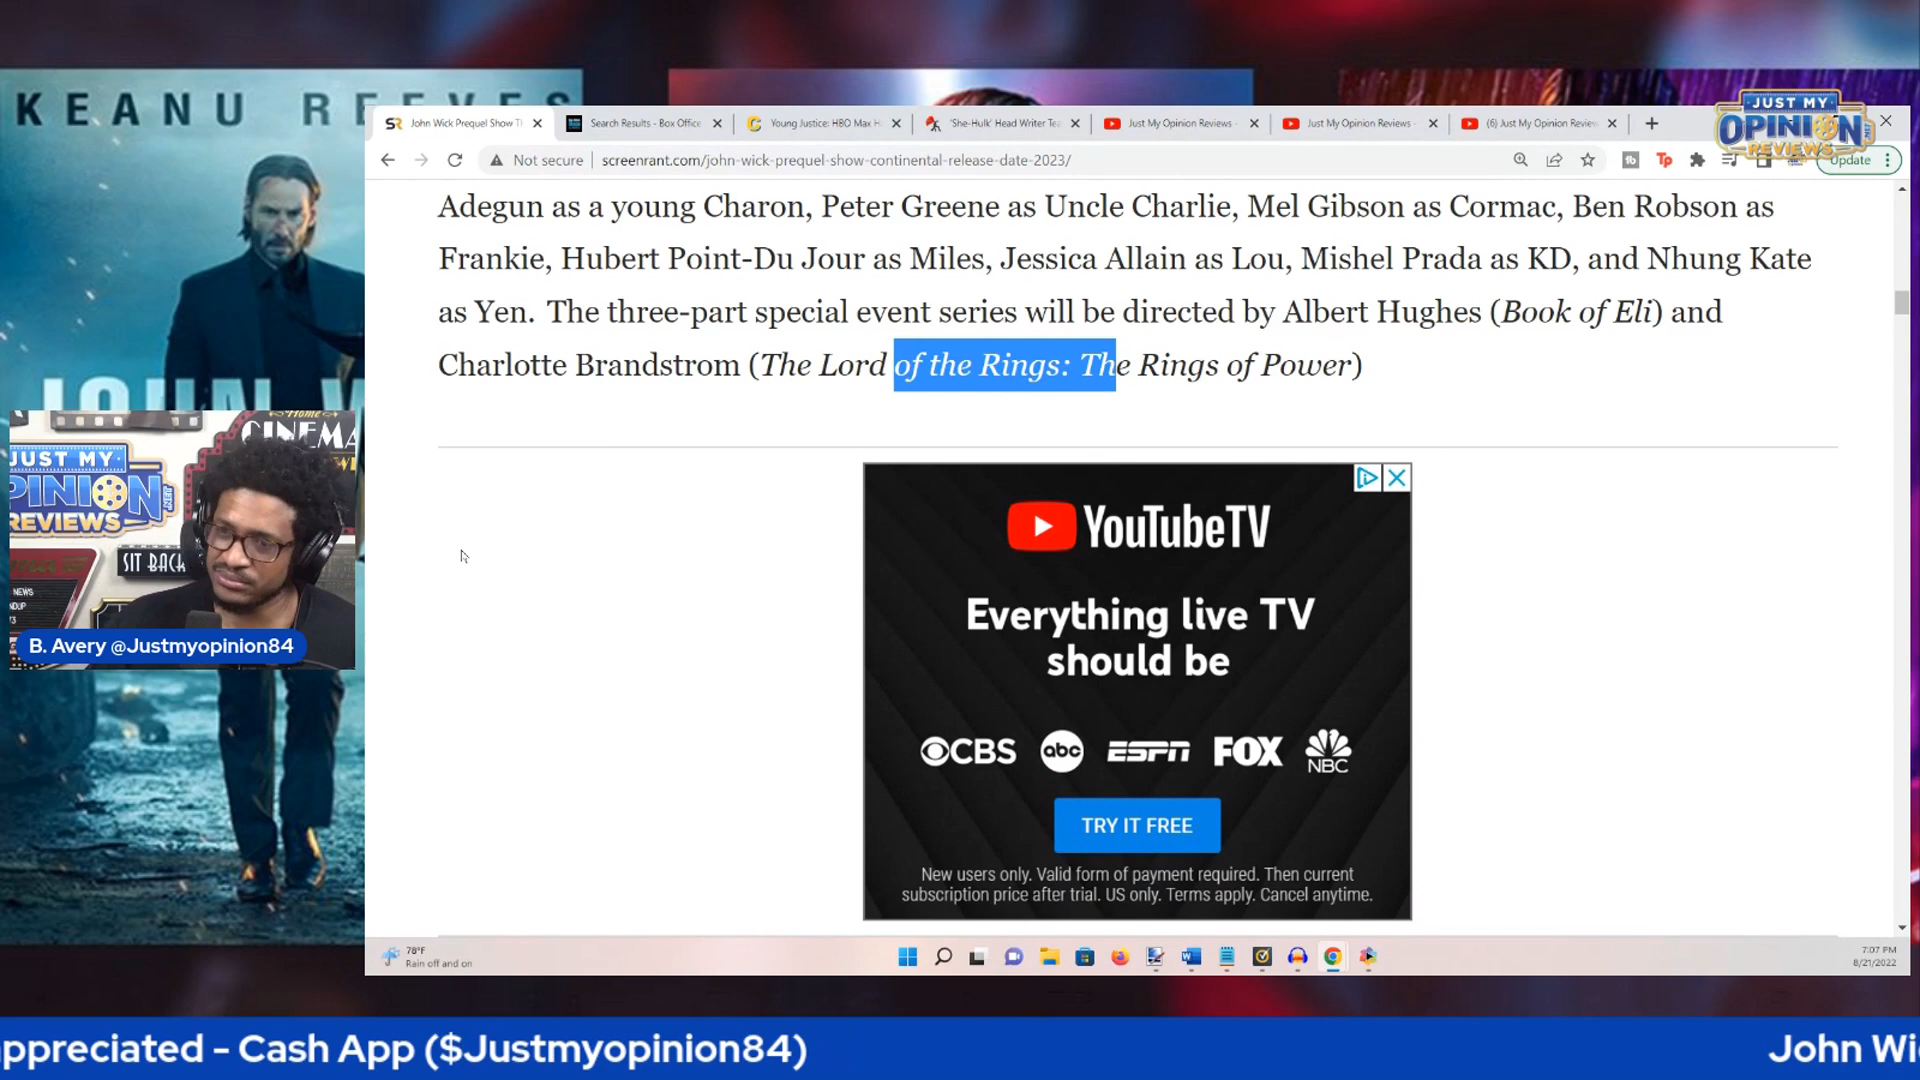 KEANU REEVES
JOHN W
John Wick Prequel Show T
Search Results - Box Office
Young Justice: HBO Max H
'She-Hulk' Head Writer Te
Just My Opinion Reviews -
Just My Opinion Reviews -
(6) Just My Opinion Review
JUST MY
OPINION
REVIEWS
Not secure
screenrant.com/john-wick-prequel-show-continental-release-date-2023/
Update
Adegun as a young Charon, Peter Greene as Uncle Charlie, Mel Gibson as Cormac, Ben Robson as
Frankie, Hubert Point-Du Jour as Miles, Jessica Allain as Lou, Mishel Prada as KD, and Nhung Kate
as Yen. The three-part special event series will be directed by Albert Hughes (Book of Eli) and
Charlotte Brandstrom (The Lord of the Rings: The Rings of Power)
Home
CINEMA
JUST MY
PINION
REVIEWS
SIT BACK
NEWS
B. Avery @Justmyopinion84
YouTubeTV
Everything live TV
should be
CBS abc ESPN FOX NBC
TRY IT FREE
New users only. Valid form of payment required. Then current
subscription price after trial. US only. Terms apply. Cancel anytime.
78°F
Rain off and on
7:07 PM
8/21/2022
ppreciated - Cash App ($Justmyopinion84)
John Wi